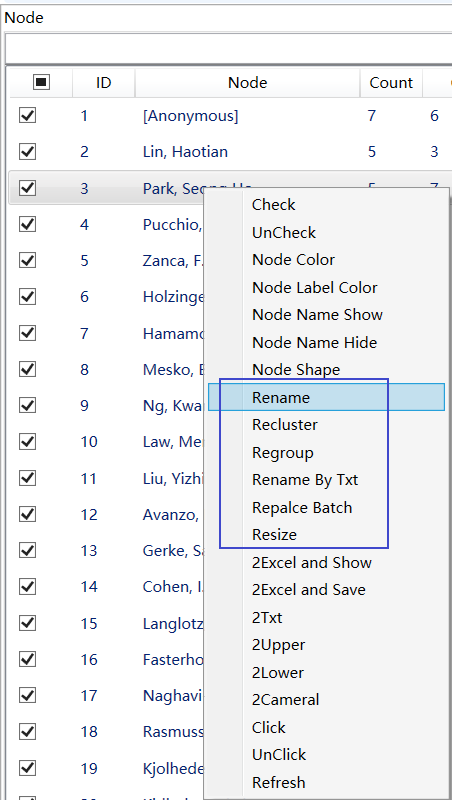 Node
ID Node Count
1 [Anonymous] 7 6
2 Lin, Haotian 5 3
3 Park, Seong Ho 5 7
Check
4 Pucchio,
UnCheck
5 Zanca, F.
Node Color
6 Holzinge
Node Label Color
Node Name Show
7 Hamamo
Node Name Hide
8 Mesko, B
Node Shape
9 Ng, Kwa
Rename
Recluster
10 Law, Me
Regroup
11 Liu, Yizhi
Rename By Txt
12 Avanzo,
Repalce Batch
13 Gerke, Sa
Resize
2Excel and Show
14 Cohen, I.
2Excel and Save
15 Langlotz
2Txt
16 Fasterho
2Upper
2Lower
17 Naghavi
2Cameral
18 Rasmuss
Click
UnClick
19 Kjolhede
Refresh